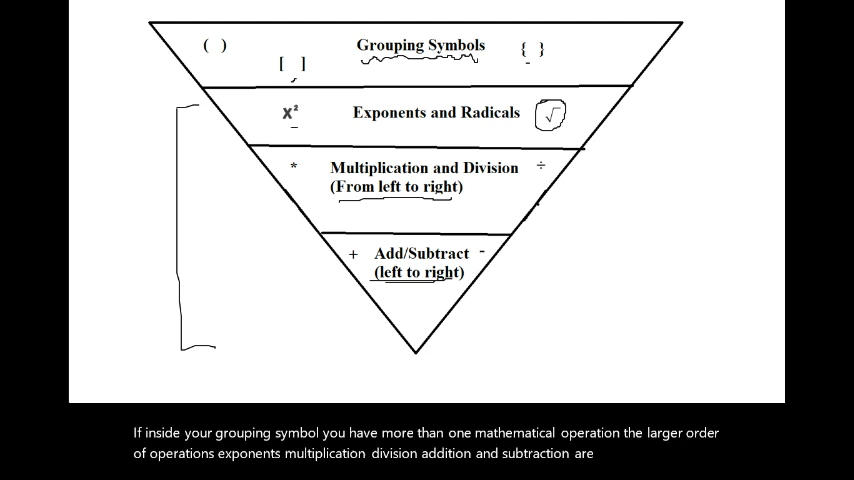 ( ) Grouping Symbols { }
[ ]
x² Exponents and Radicals √
* Multiplication and Division ÷
(From left to right)
+ Add/Subtract -
(left to right)
If inside your grouping symbol you have more than one mathematical operation the larger order
of operations exponents multiplication division addition and subtraction are